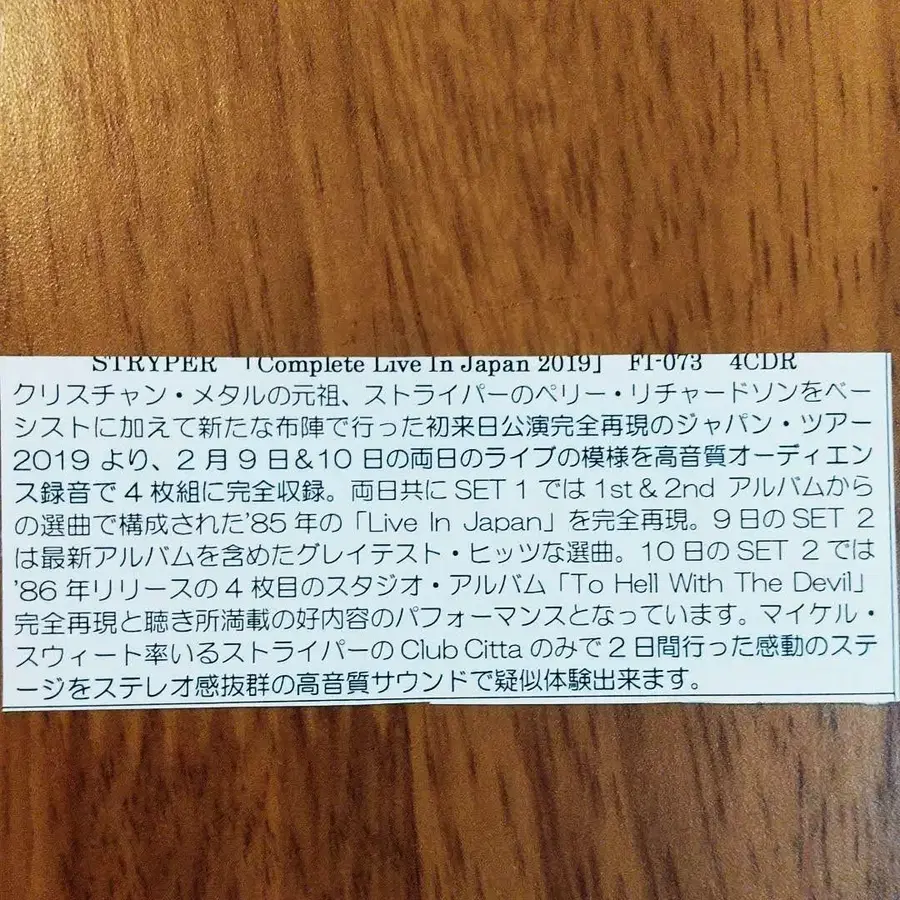 STRYPER 「Complete Live In Japan 2019」 FT-073 4CDR
クリスチャン・メタルの元祖、ストライパーのペリー・リチャードソンをベー
シストに加えて新たな布陣で行った初来日公演完全再現のジャパン・ツアー
2019 より、2 月 9 日&10 日の両日のライブの模様を高音質オーディエン
ス録音で 4 枚組に完全収録。両日共に SET 1 では 1st & 2nd アルバムから
の選曲で構成された'85 年の「Live In Japan」を完全再現。9 日の SET 2
は最新アルバムを含めたグレイテスト・ヒッツな選曲。10 日の SET 2 では
'86 年リリースの 4 枚目のスタジオ・アルバム「To Hell With The Devil」
完全再現と聴き所満載の好内容のパフォーマンスとなっています。マイケル・
スウィート率いるストライパーの Club Citta のみで 2 日間行った感動のステ
ージをステレオ感抜群の高音質サウンドで疑似体験出来ます。